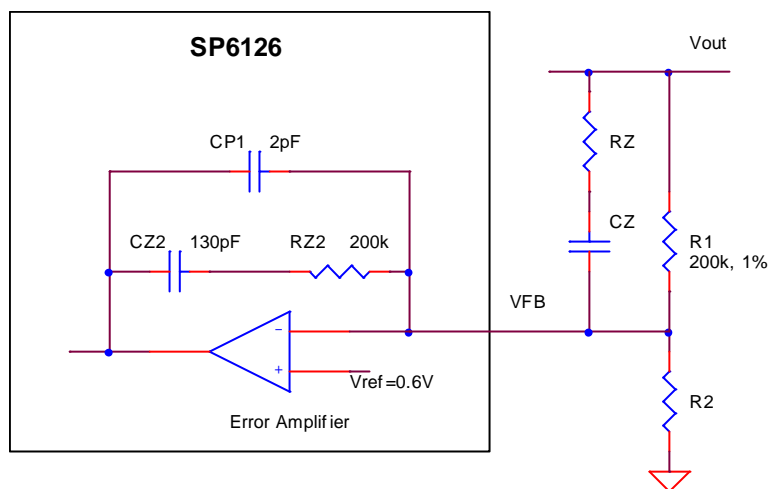 SP6126
Vout
CP1 2pF
RZ
CZ2 130pF RZ2 200k
CZ
R1
200k, 1%
VFB
−
+
Vref=0.6V
R2
Error Amplifier